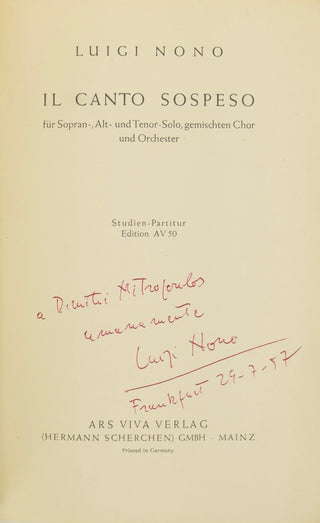 LUIGI NONO
IL CANTO SOSPESO
für Sopran-, Alt- und Tenor-Solo, gemischten Chor
und Orchester
Studien-Partitur
Edition AV 50
a Dimitri Mitropoulos
umanamente
Luigi Nono
Frankfurt 29-7-57
ARS VIVA VERLAG
(HERMANN SCHERCHEN) GMBH · MAINZ
Printed in Germany